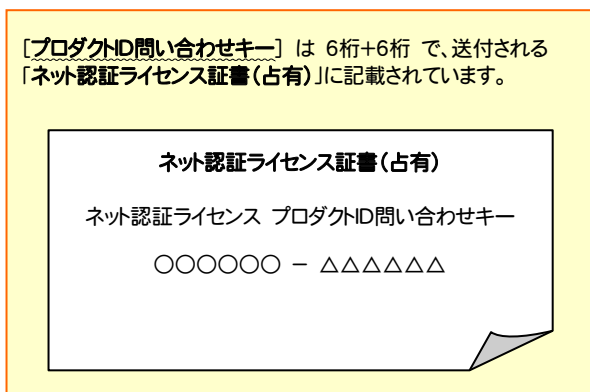 [プロダクトID問い合わせキー] は 6桁+6桁 で、送付される
「ネット認証ライセンス証書（占有）」に記載されています。
ネット認証ライセンス証書（占有）
ネット認証ライセンス プロダクトID問い合わせキー
○○○○○○ － △△△△△△